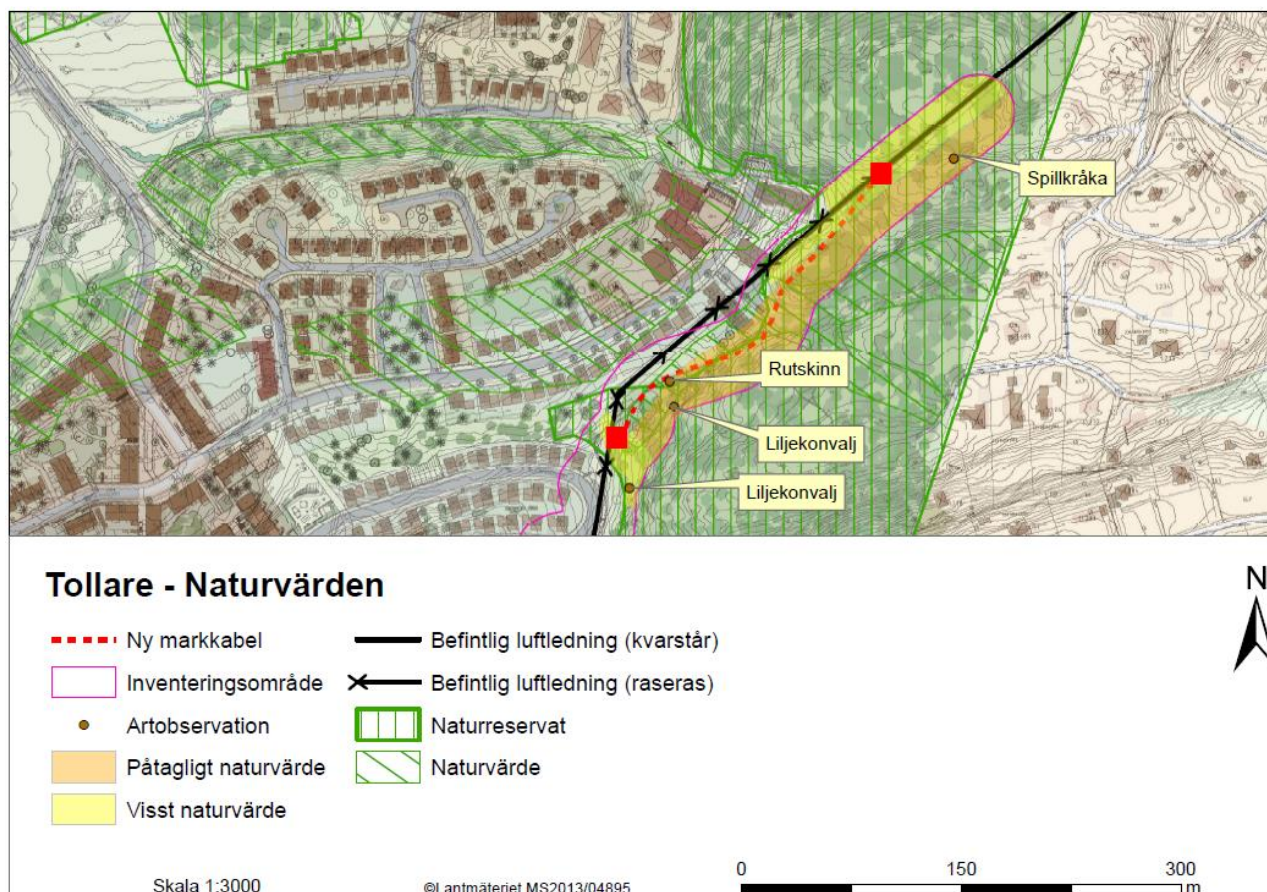 Spillkråka
Rutskinn
Liljekonvalj
Liljekonvalj
Tollare - Naturvärden
N
Ny markkabel
Befintlig luftledning (kvarstår)
Inventeringsområde
Befintlig luftledning (raseras)
Artobservation
Naturreservat
Påtagligt naturvärde
Naturvärde
Visst naturvärde
0 150 300
m
Skala 1:3000
©Lantmäteriet MS2013/04895